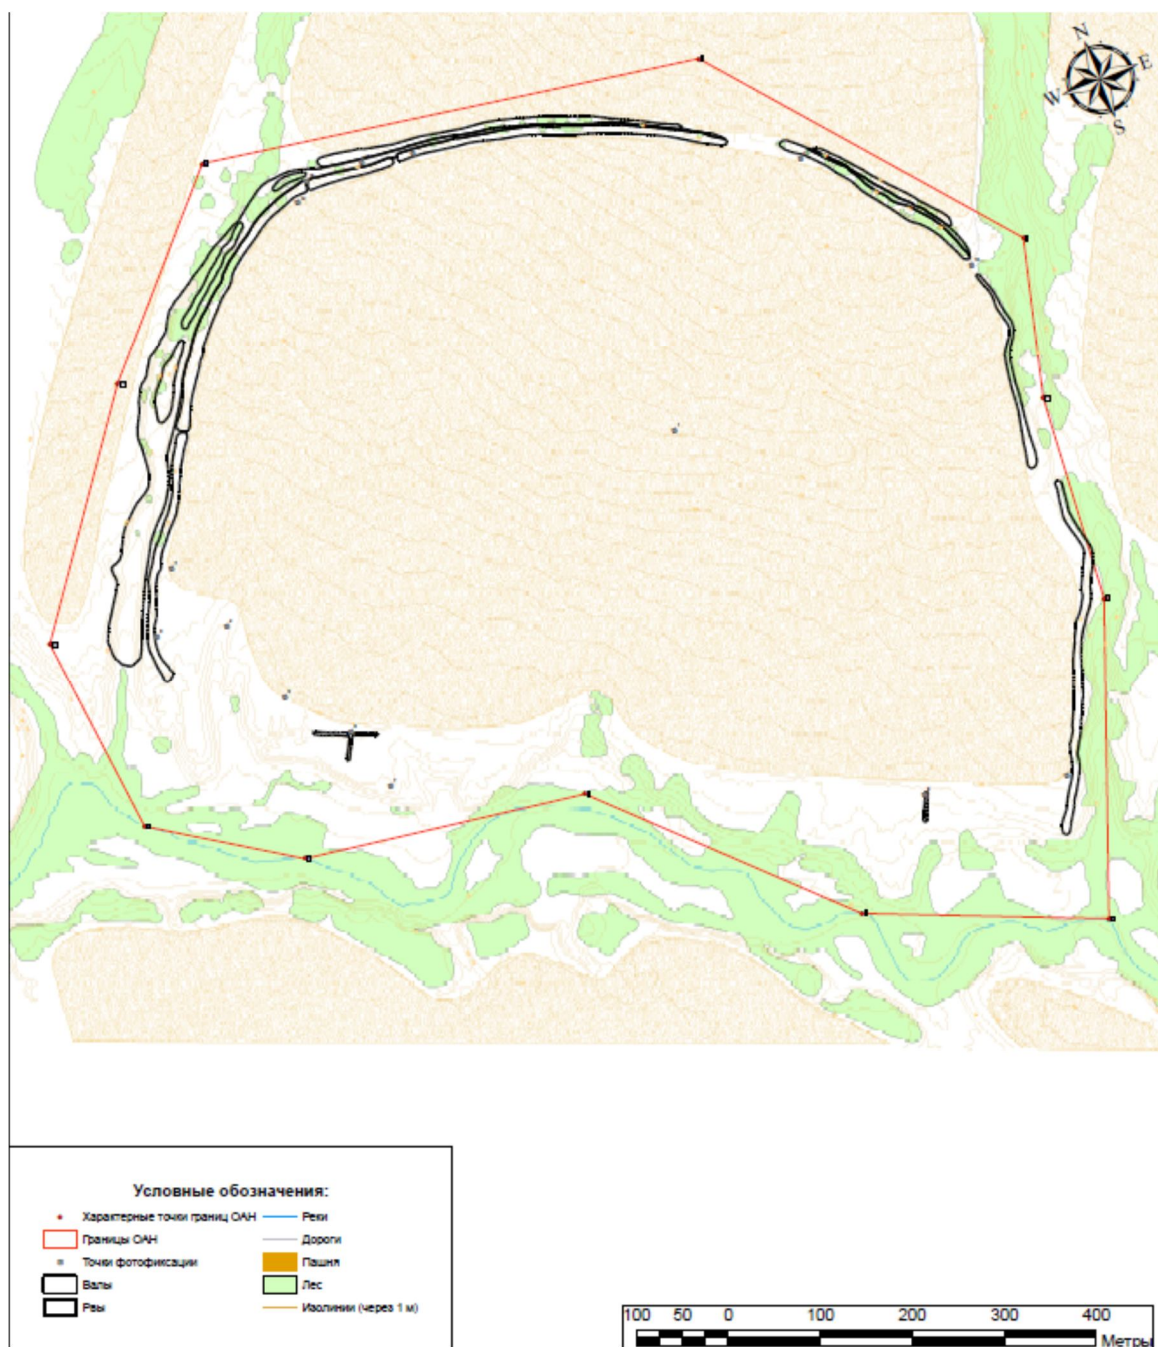 N
E
W
S
Условные обозначения:
Характерные точки границ ОАН
Реки
Границы ОАН
Дороги
Точки фотофиксации
Пашня
Валы
Лес
Рвы
Изолинии (через 1 м)
100 50 0 100 200 300 400
Метры